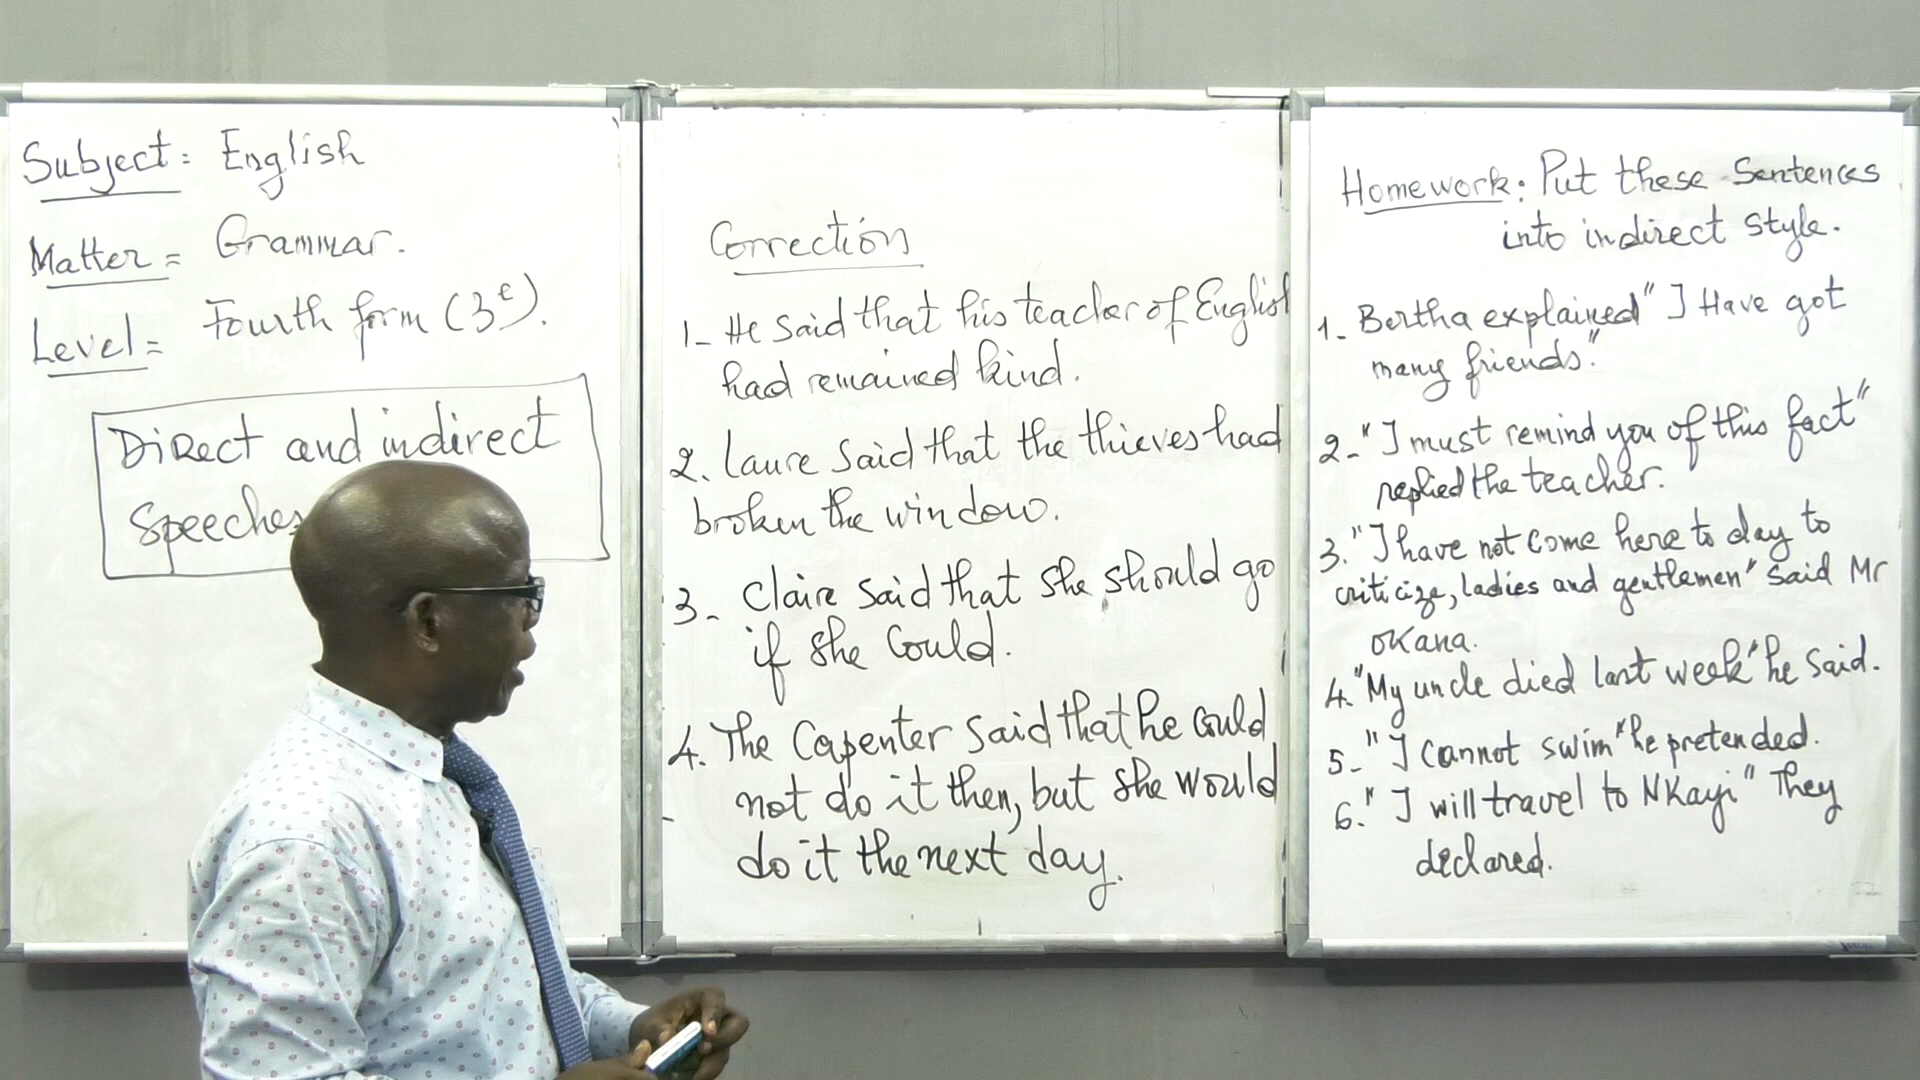 Subject: English
Matter = Grammar.
Level = Fourth form (3e).
Direct and indirect
Speeches
Correction
1- He said that his teacher of English
had remained kind.
2. Laure said that the thieves had
broken the window.
3- Claire said that she should go
if she could.
4. The Capenter said that he could
not do it then, but she would
do it the next day.
Homework: Put these Sentences
into indirect style.
1- Bertha explained "I Have got
many friends."
2- "I must remind you of this fact"
replied the teacher.
3. "I have not come here to day to
criticize, ladies and gentlemen" said Mr
Okana.
4. "My uncle died last week" he said.
5- "I cannot swim" he pretended.
6. "I will travel to NKayi" They
declared.